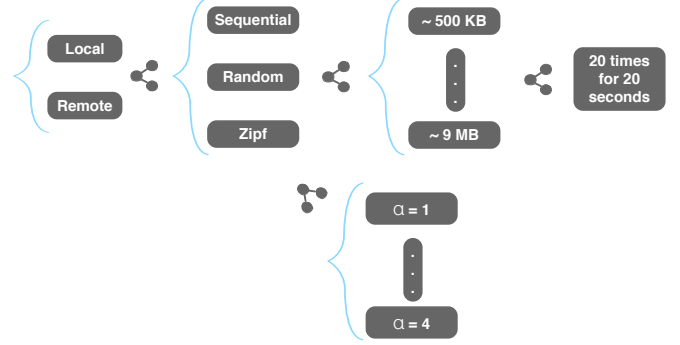 Local
Remote
Sequential
Random
Zipf
~ 500 KB
.
.
.
~ 9 MB
20 times
for 20
seconds
α = 1
.
.
.
α = 4